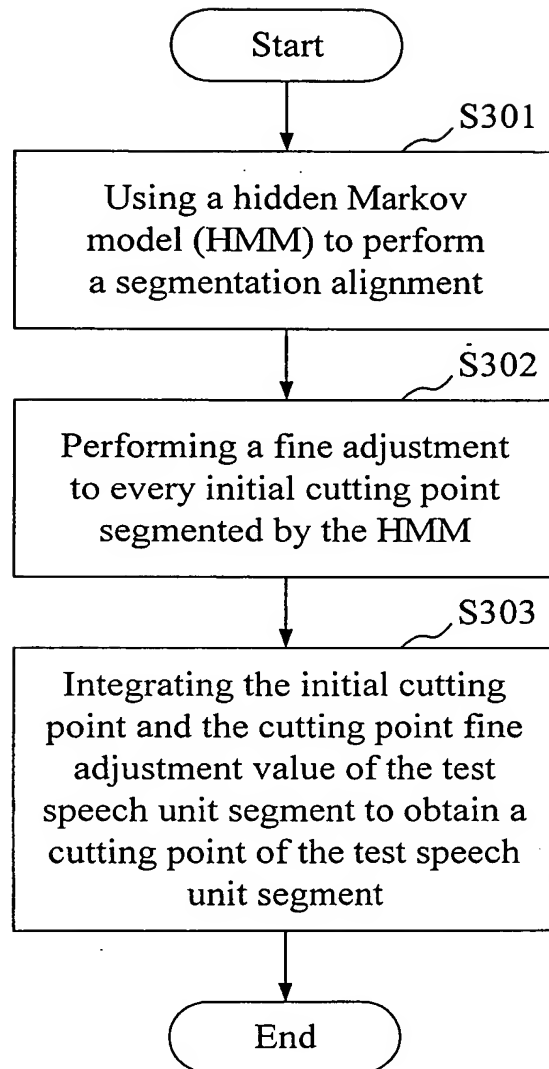 Start
S301
Using a hidden Markov
model (HMM) to perform
a segmentation alignment
S302
Performing a fine adjustment
to every initial cutting point
segmented by the HMM
S303
Integrating the initial cutting
point and the cutting point fine
adjustment value of the test
speech unit segment to obtain a
cutting point of the test speech
unit segment
End